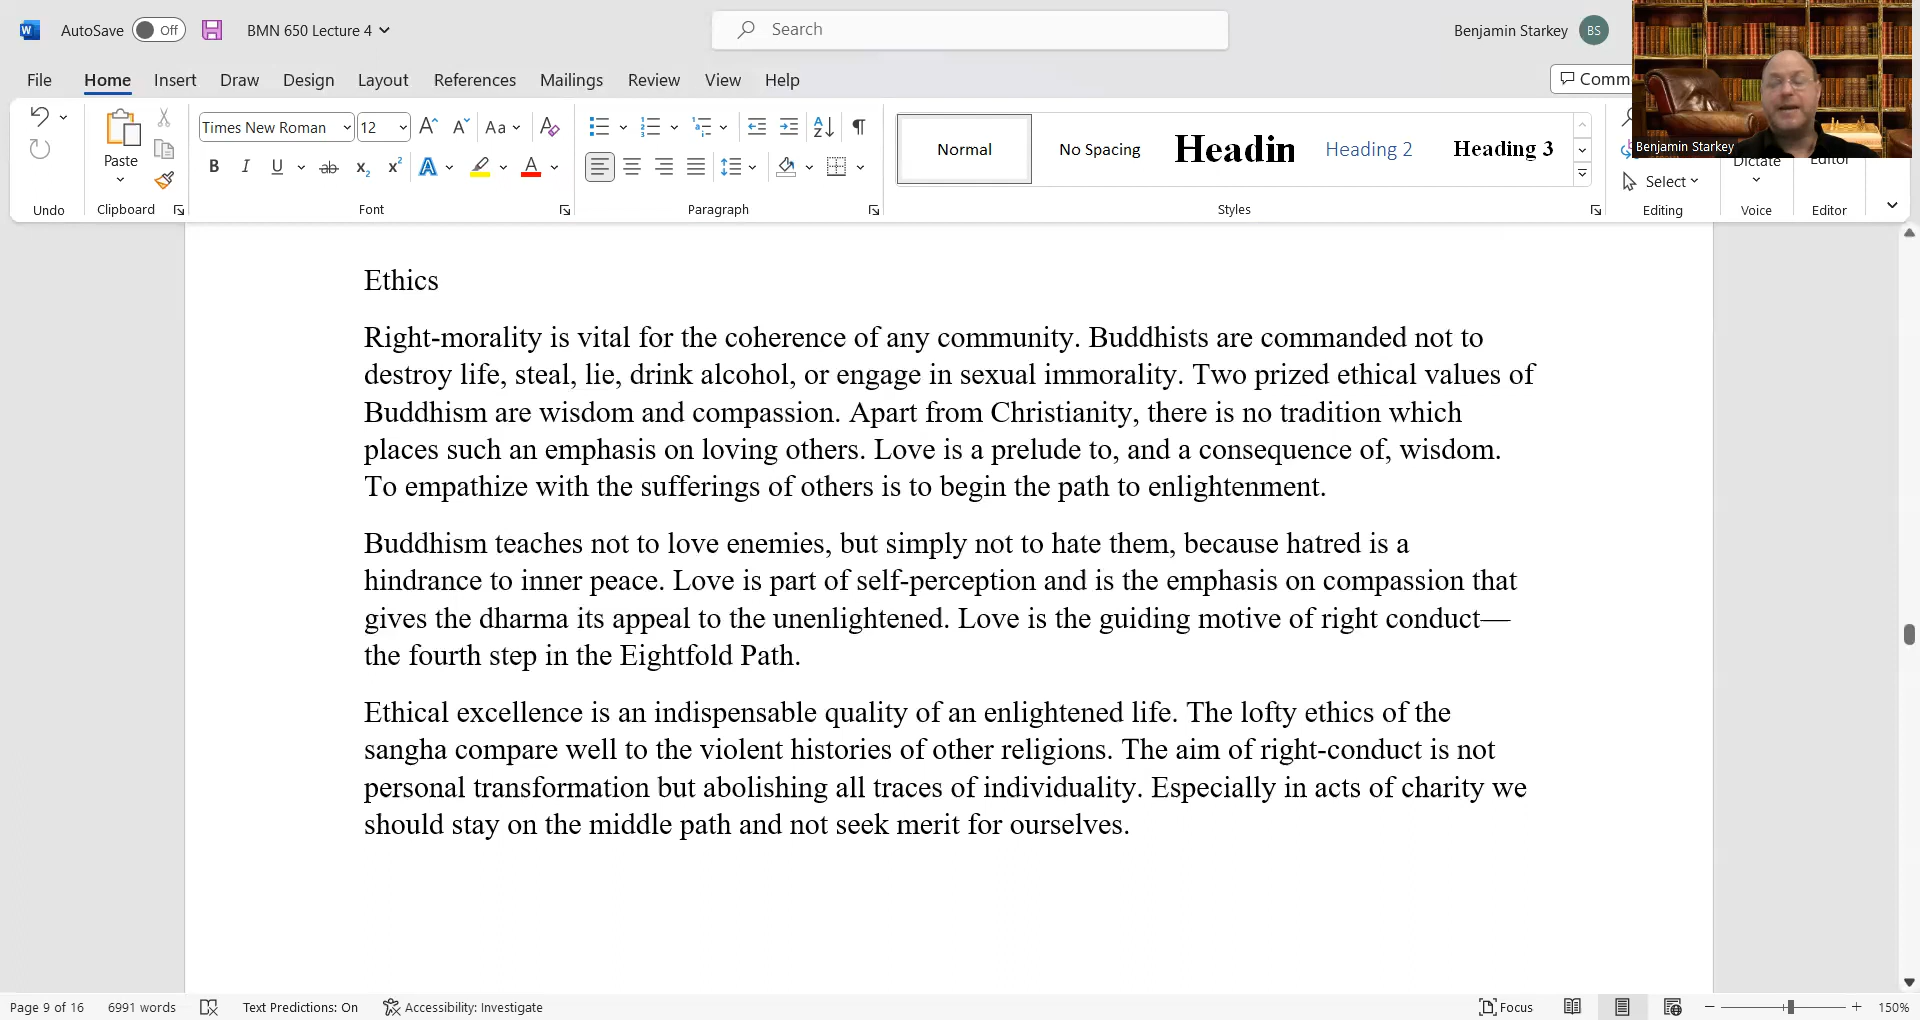 AutoSave Off BMN 650 Lecture 4 Search Benjamin Starkey BS
File Home Insert Draw Design Layout References Mailings Review View Help Comm
Times New Roman 12 Aa
Paste B I U ab x2 x2 A A Normal No Spacing Headin Heading 2 Heading 3 Select Dictate Editor
Benjamin Starkey
Undo Clipboard Font Paragraph Styles Editing Voice Editor
Ethics
Right-morality is vital for the coherence of any community. Buddhists are commanded not to
destroy life, steal, lie, drink alcohol, or engage in sexual immorality. Two prized ethical values of
Buddhism are wisdom and compassion. Apart from Christianity, there is no tradition which
places such an emphasis on loving others. Love is a prelude to, and a consequence of, wisdom.
To empathize with the sufferings of others is to begin the path to enlightenment.
Buddhism teaches not to love enemies, but simply not to hate them, because hatred is a
hindrance to inner peace. Love is part of self-perception and is the emphasis on compassion that
gives the dharma its appeal to the unenlightened. Love is the guiding motive of right conduct—
the fourth step in the Eightfold Path.
Ethical excellence is an indispensable quality of an enlightened life. The lofty ethics of the
sangha compare well to the violent histories of other religions. The aim of right-conduct is not
personal transformation but abolishing all traces of individuality. Especially in acts of charity we
should stay on the middle path and not seek merit for ourselves.
Page 9 of 16 6991 words Text Predictions: On Accessibility: Investigate Focus 150%